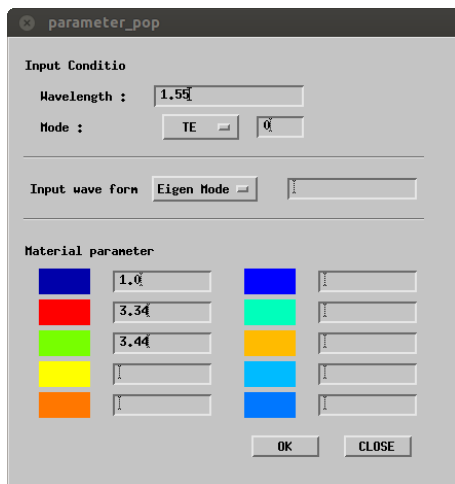 parameter_pop
Input Conditio
Wavelength : 1.55
Mode : TE 0
Input wave form Eigen Mode
Material parameter
1.0
3.34
3.44
OK CLOSE